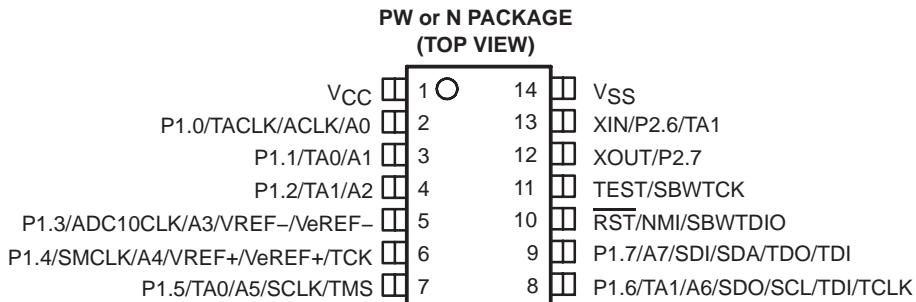 PW or N PACKAGE
(TOP VIEW)
VCC 1 14 VSS
P1.0/TACLK/ACLK/A0 2 13 XIN/P2.6/TA1
P1.1/TA0/A1 3 12 XOUT/P2.7
P1.2/TA1/A2 4 11 TEST/SBWTCK
P1.3/ADC10CLK/A3/VREF−/VeREF− 5 10 RST/NMI/SBWTDIO
P1.4/SMCLK/A4/VREF+/VeREF+/TCK 6 9 P1.7/A7/SDI/SDA/TDO/TDI
P1.5/TA0/A5/SCLK/TMS 7 8 P1.6/TA1/A6/SDO/SCL/TDI/TCLK